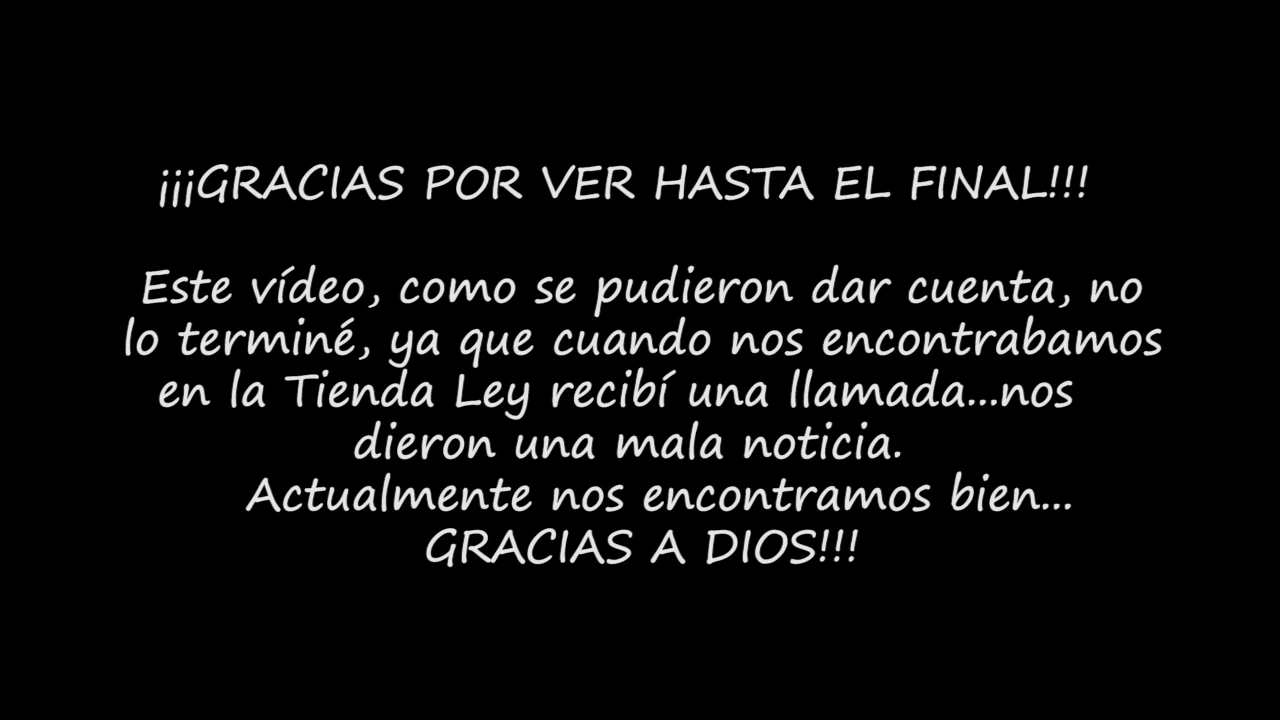 ¡¡¡GRACIAS POR VER HASTA EL FINAL!!!
Este vídeo, como se pudieron dar cuenta, no
lo terminé, ya que cuando nos encontrabamos
en la Tienda Ley recibí una llamada...nos
dieron una mala noticia.
Actualmente nos encontramos bien...
GRACIAS A DIOS!!!